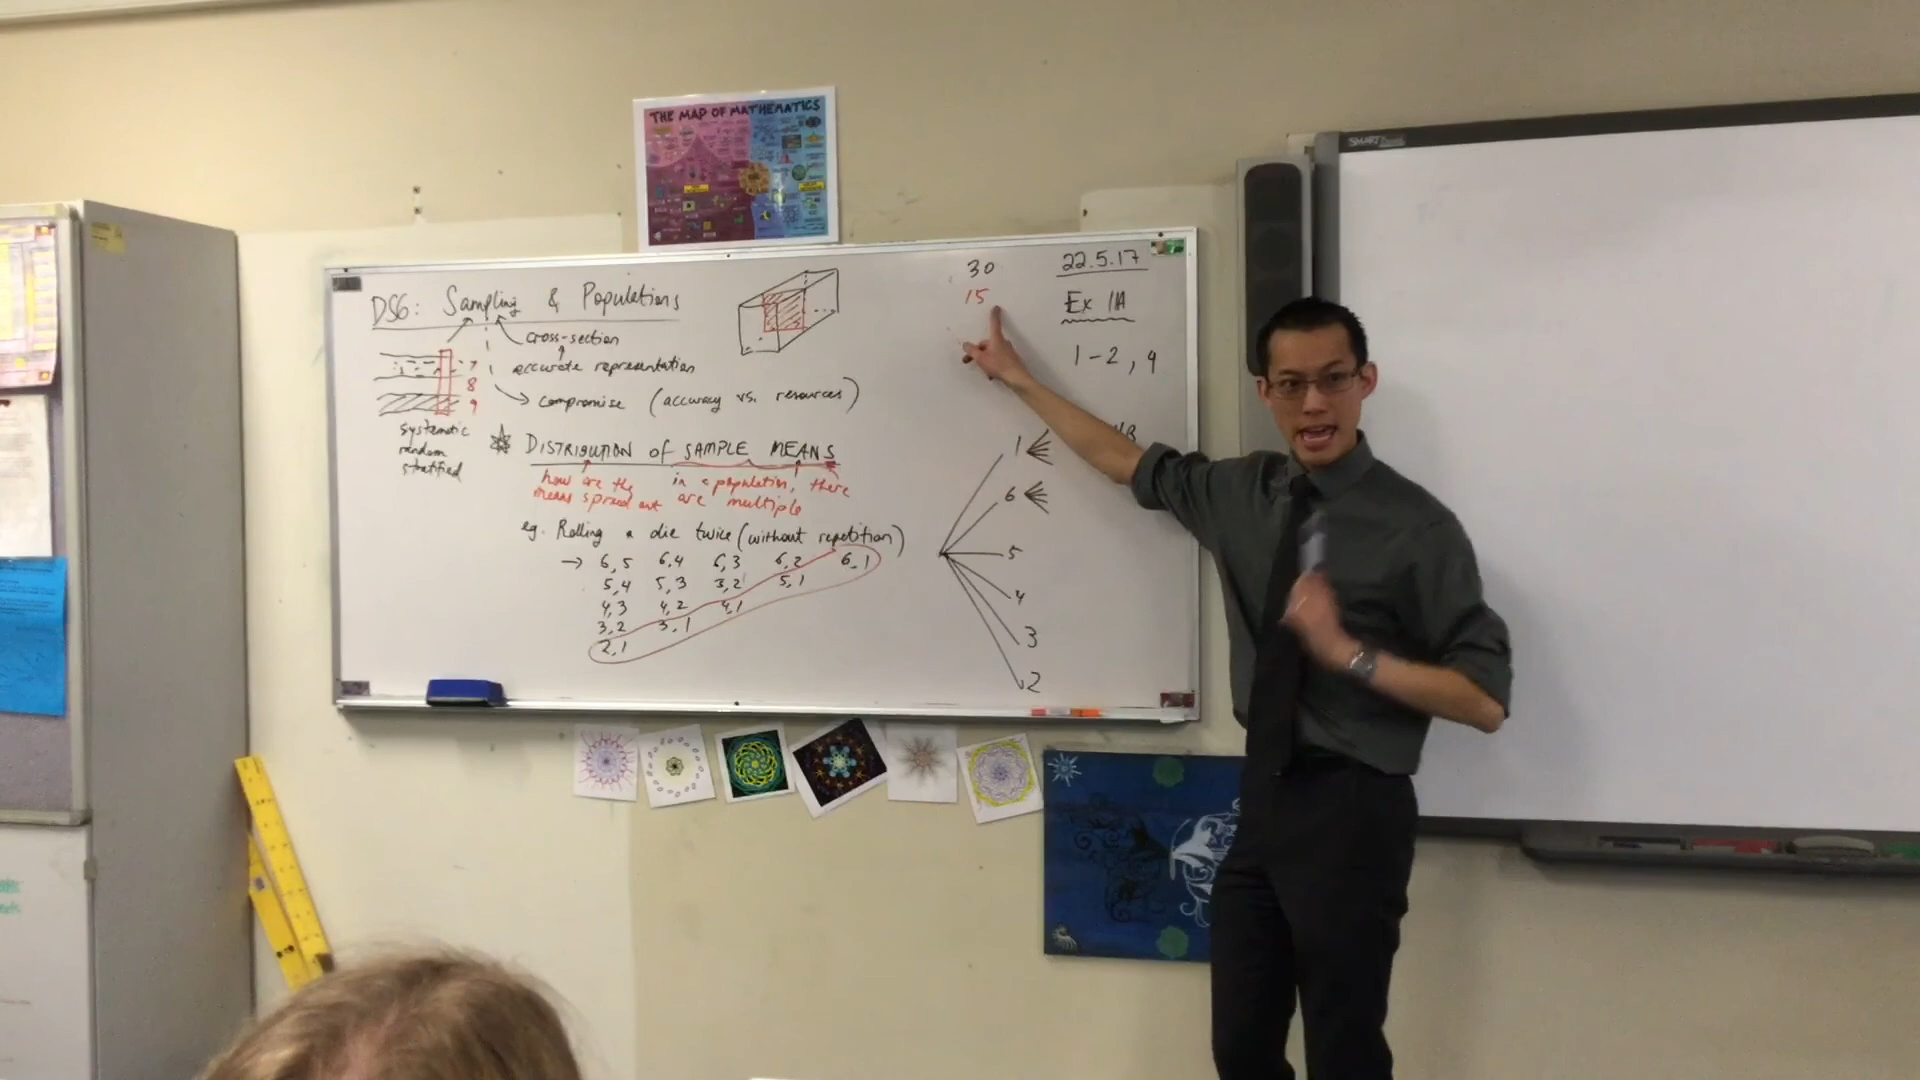 THE MAP OF MATHEMATICS
SMART
DS6: Sampling & Populations
cross-section
accurate representation
compromise (accuracy vs. resources)
7
8
9
systematic
random
stratified
DISTRIBUTION of SAMPLE MEANS
how are the
means spread out
in a population, there
are multiple
eg. Rolling a die twice (without repetition)
→ 6,5 6,4 6,3 6,2 6,1
5,4 5,3 3,2 5,1
4,3 4,2 4,1
3,2 3,1
2,1
30
15
22.5.17
Ex 11A
1-2, 4
1
6
5
4
3
2